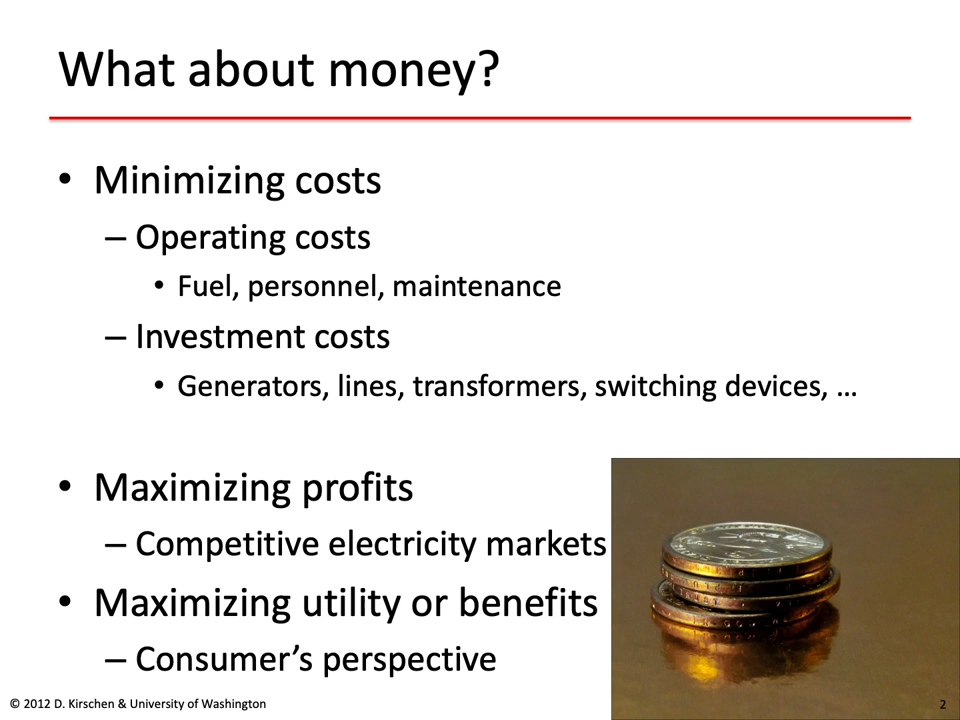 What about money?
• Minimizing costs
– Operating costs
• Fuel, personnel, maintenance
– Investment costs
• Generators, lines, transformers, switching devices, …
• Maximizing profits
– Competitive electricity markets
• Maximizing utility or benefits
– Consumer’s perspective
© 2012 D. Kirschen & University of Washington
2